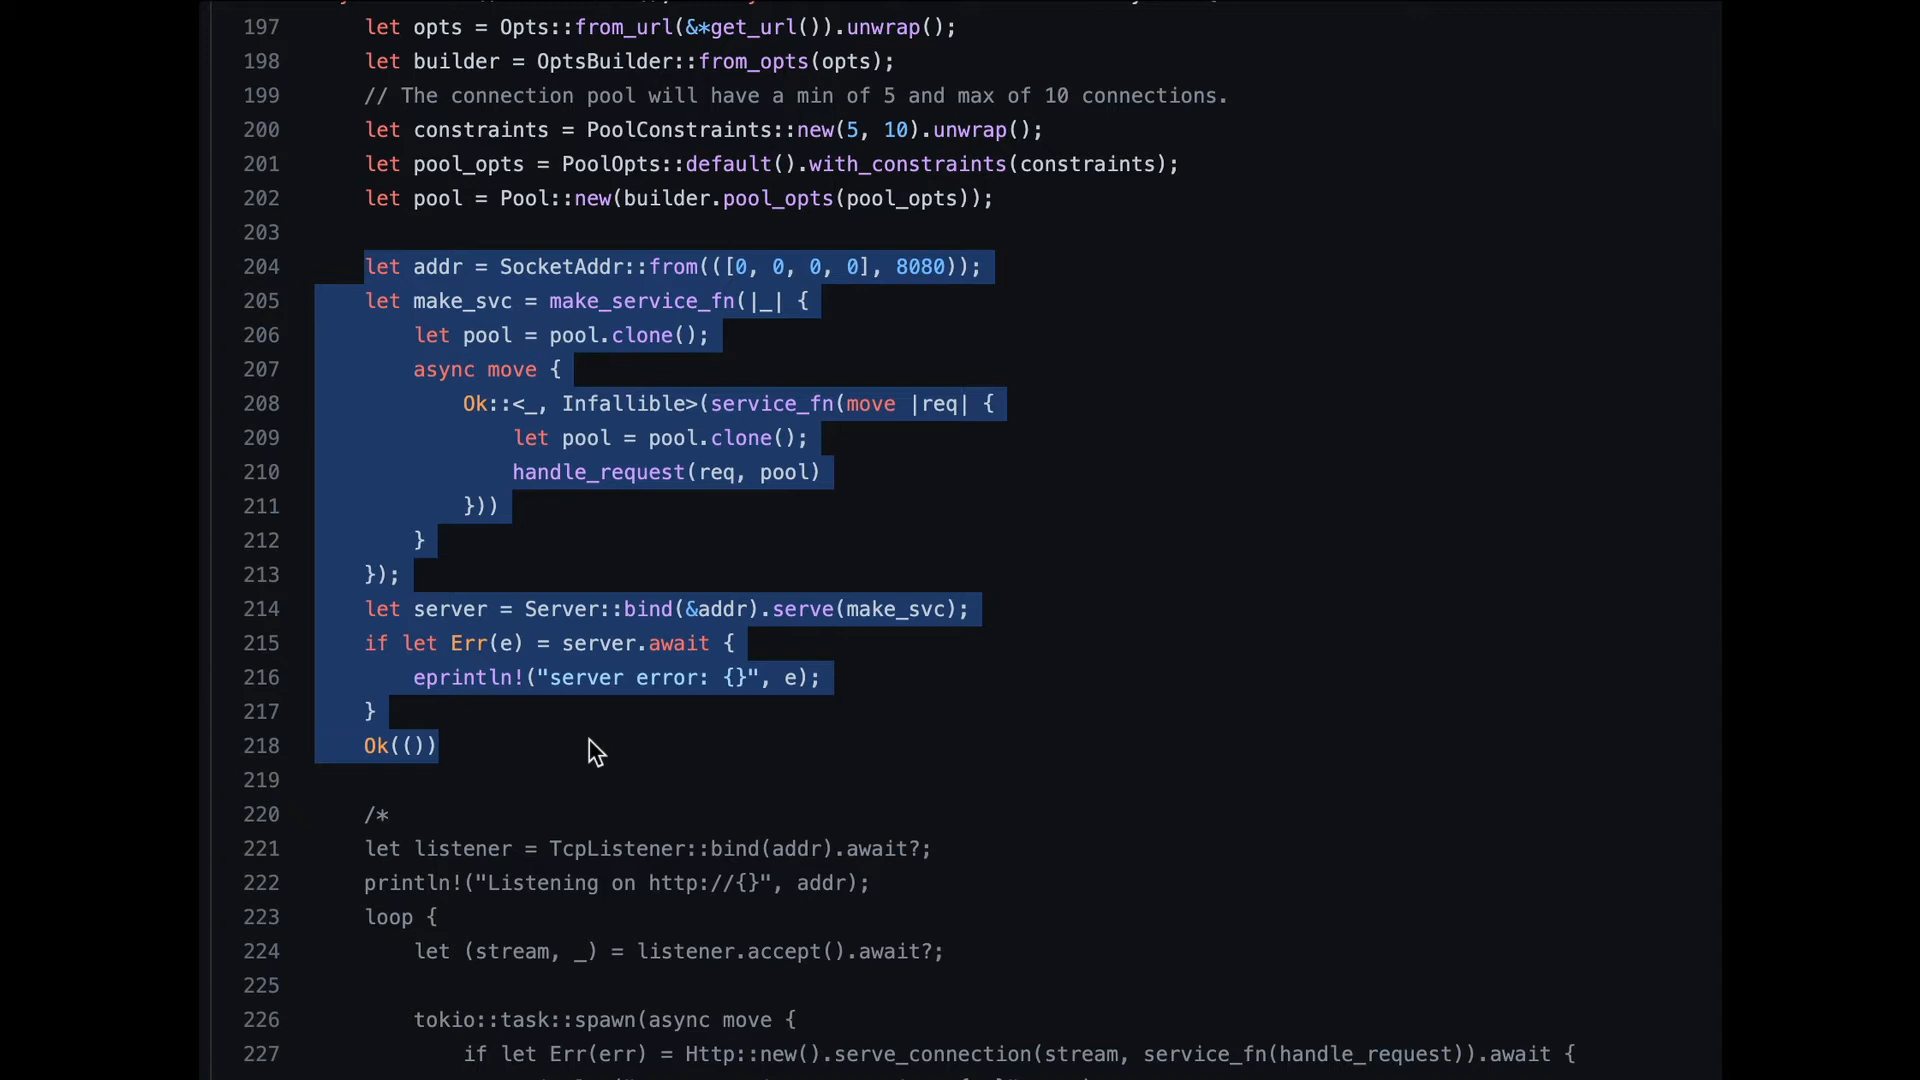 197 let opts = Opts::from_url(&*get_url()).unwrap();
198 let builder = OptsBuilder::from_opts(opts);
199 // The connection pool will have a min of 5 and max of 10 connections.
200 let constraints = PoolConstraints::new(5, 10).unwrap();
201 let pool_opts = PoolOpts::default().with_constraints(constraints);
202 let pool = Pool::new(builder.pool_opts(pool_opts));
203
204 let addr = SocketAddr::from(([0, 0, 0, 0], 8080));
205 let make_svc = make_service_fn(|_| {
206 let pool = pool.clone();
207 async move {
208 Ok::<_, Infallible>(service_fn(move |req| {
209 let pool = pool.clone();
210 handle_request(req, pool)
211 }))
212 }
213 });
214 let server = Server::bind(&addr).serve(make_svc);
215 if let Err(e) = server.await {
216 eprintln!("server error: {}", e);
217 }
218 Ok(())
219
220 /*
221 let listener = TcpListener::bind(addr).await?;
222 println!("Listening on http://{}", addr);
223 loop {
224 let (stream, _) = listener.accept().await?;
225
226 tokio::task::spawn(async move {
227 if let Err(err) = Http::new().serve_connection(stream, service_fn(handle_request)).await {